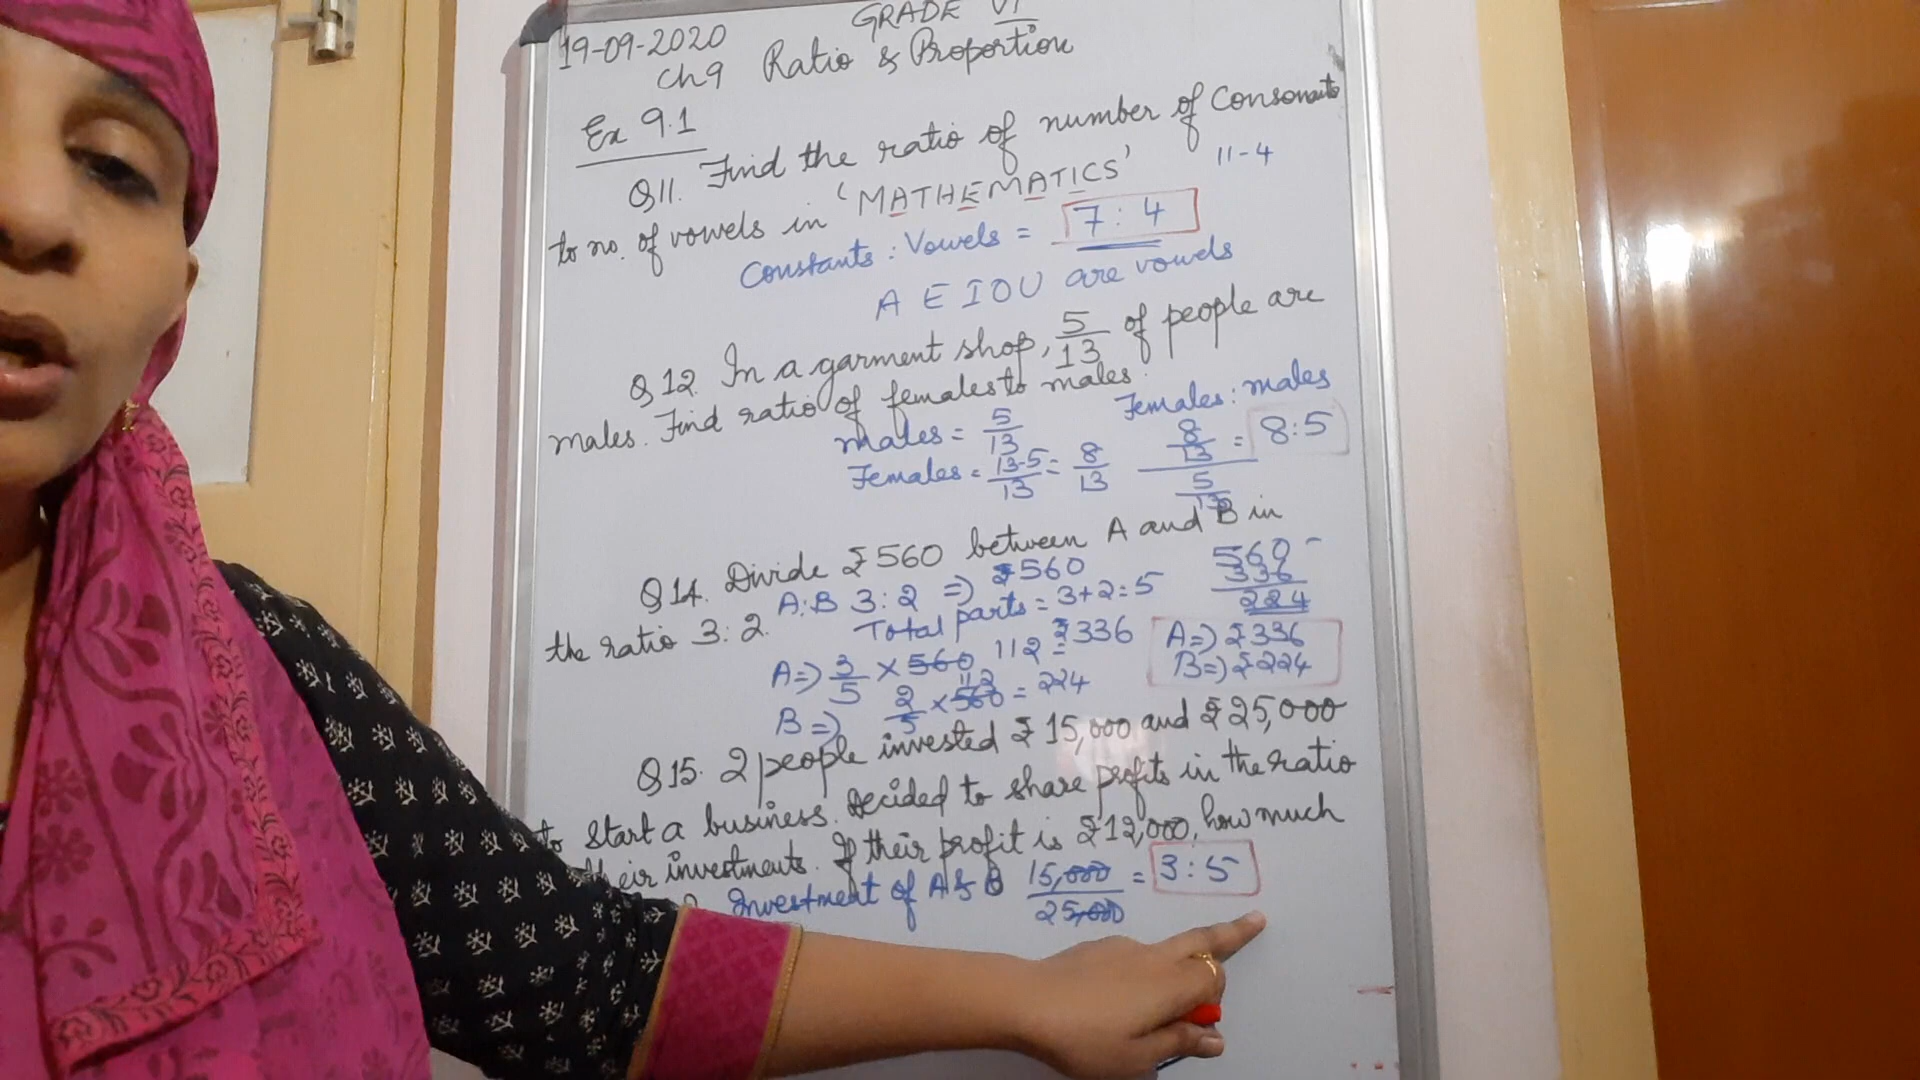 GRADE VI
19-09-2020
Ch9 Ratio & Proportion
Ex 9.1
Q11. Find the ratio of number of Consonants
to no. of vowels in 'MATHEMATICS' 11-4
Constants : Vowels = 7 : 4
A E I O U are vowels
Q12. In a garment shop, 5/13 of people are
males. Find ratio of females to males.
males = 5/13
Females : males
Females = 13-5/13 = 8/13
8/13 / 5/13 = 8:5
Q14. Divide ₹560 between A and B in
the ratio 3:2.
A:B 3:2 => ₹560
Total parts = 3+2=5
560 -
336
224
A=> 3/5 × 560 112 = ₹336
B=> 2/5 × 560 112 = 224
A=> ₹336
B=> ₹224
Q15. 2 people invested ₹15,000 and ₹25,000
to start a business. Decided to share profits in the ratio
their investments. If their profit is ₹12,000, how much
Investment of A & B 15,000/25,000 = 3:5